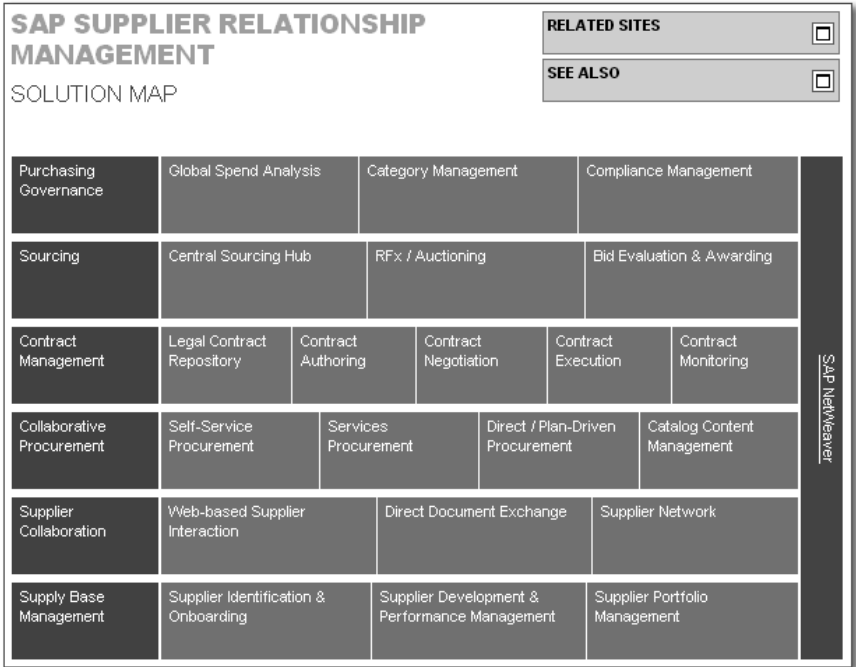 SAP SUPPLIER RELATIONSHIP
MANAGEMENT
SOLUTION MAP
RELATED SITES
SEE ALSO
Purchasing
Governance
Global Spend Analysis
Category Management
Compliance Management
Sourcing
Central Sourcing Hub
RFx / Auctioning
Bid Evaluation & Awarding
Contract
Management
Legal Contract
Repository
Contract
Authoring
Contract
Negotiation
Contract
Execution
Contract
Monitoring
Collaborative
Procurement
Self-Service
Procurement
Services
Procurement
Direct / Plan-Driven
Procurement
Catalog Content
Management
Supplier
Collaboration
Web-based Supplier
Interaction
Direct Document Exchange
Supplier Network
Supply Base
Management
Supplier Identification &
Onboarding
Supplier Development &
Performance Management
Supplier Portfolio
Management
SAP NetWeaver